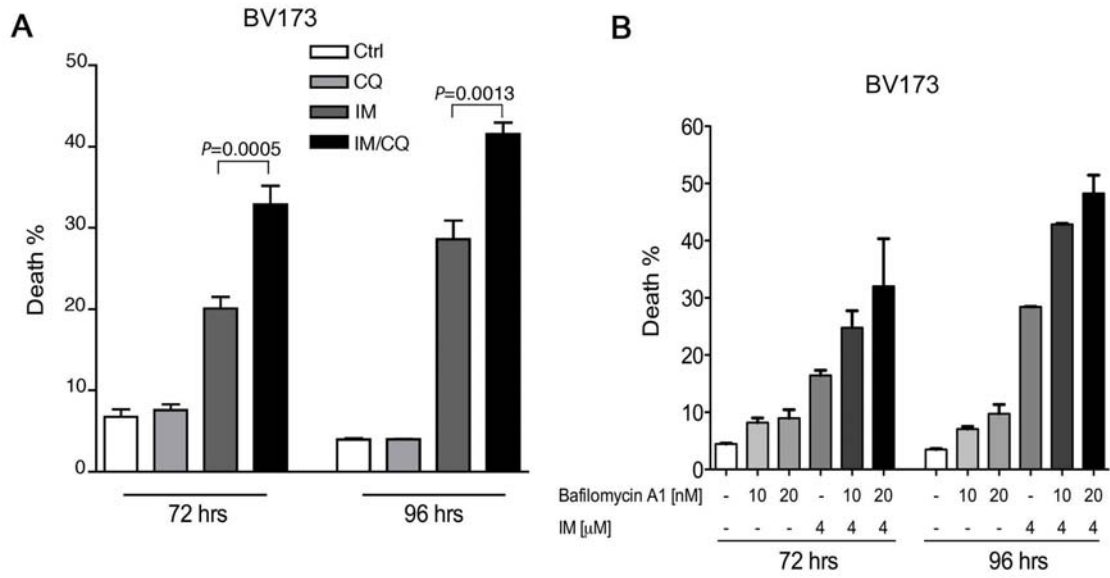 A
BV173
Ctrl
CQ
IM
IM/CQ
50
40
30
20
10
0
Death %
P=0.0005
P=0.0013
72 hrs
96 hrs
B
BV173
60
50
40
30
20
10
0
Death %
Bafilomycin A1 [nM] - 10 20 - 10 20 - 10 20 - 10 20
IM [μM] - - - 4 4 4 - - - 4 4 4
72 hrs
96 hrs